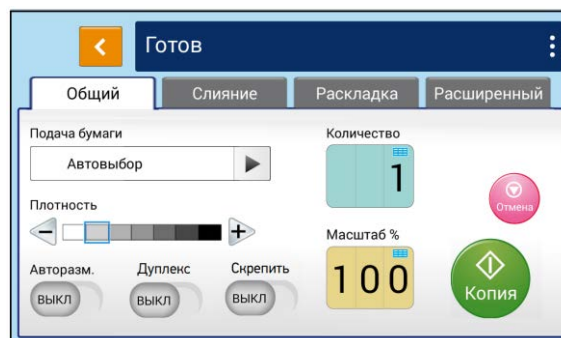 Готов
Общий Слияние Раскладка Расширенный
Подача бумаги Количество
Автовыбор 1
Плотность Отмена
Масштаб %
Авторазм. Дуплекс Скрепить 100
ВЫКЛ ВЫКЛ ВЫКЛ Копия